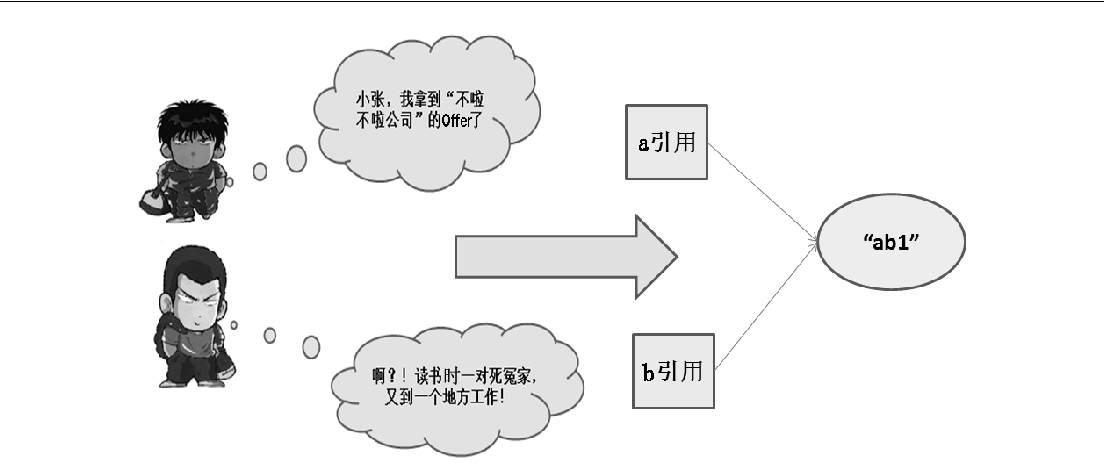 小张，我拿到“不啦
不啦公司”的Offer了
a引用
“ab1”
b引用
啊？！读书时一对死冤家，
又到一个地方工作！